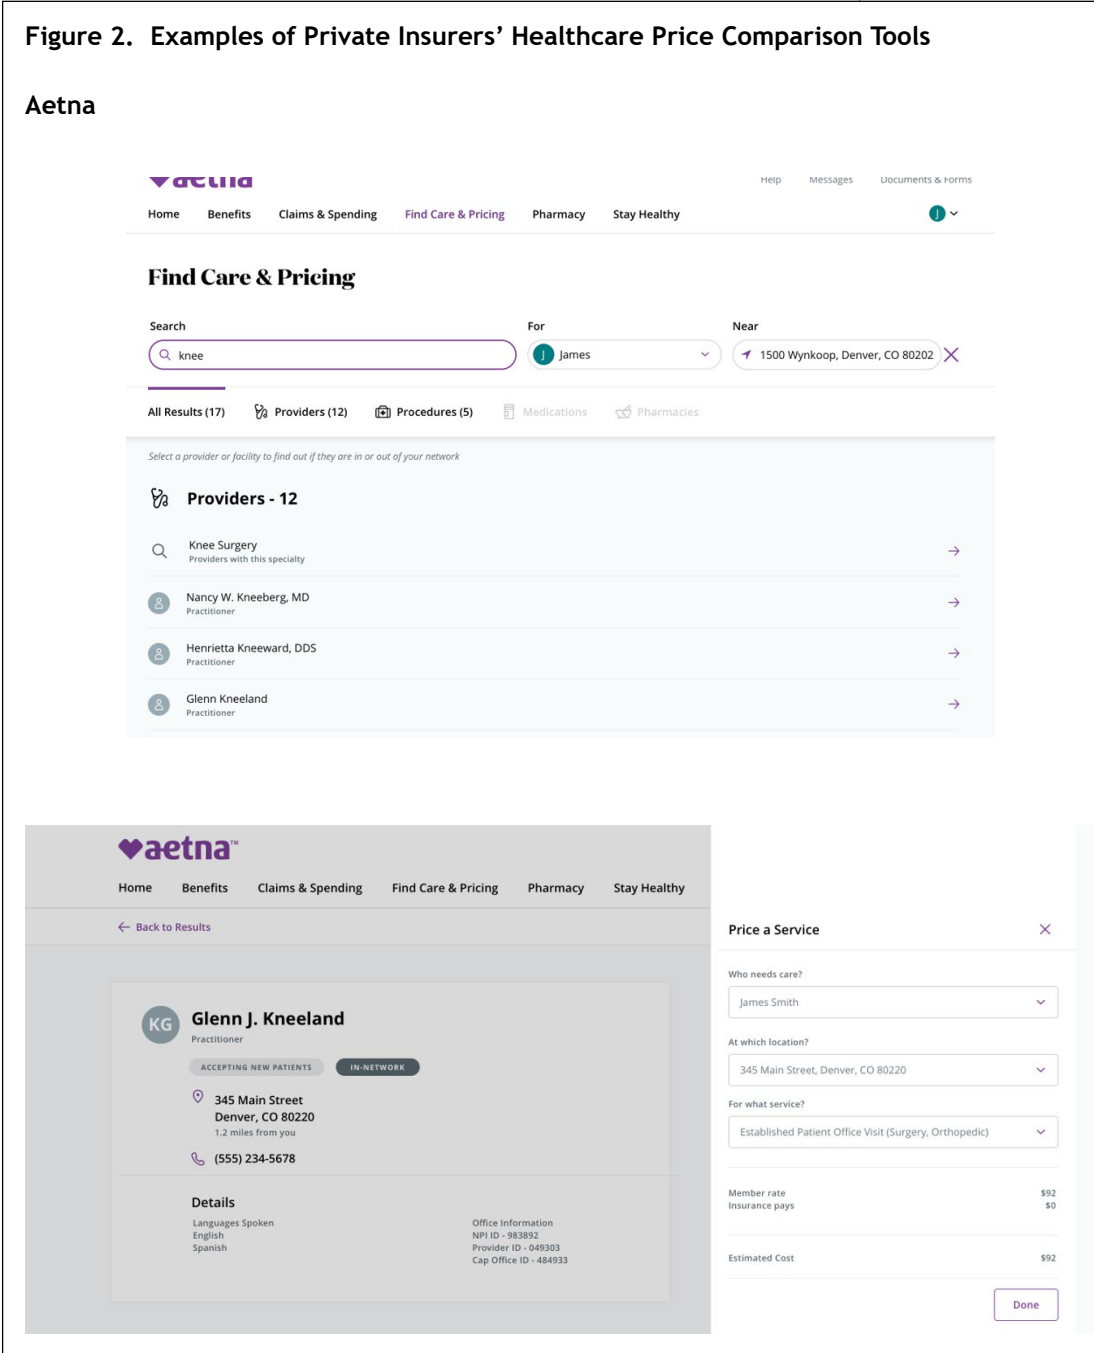 Figure 2. Examples of Private Insurers’ Healthcare Price Comparison Tools
Aetna
aetna
Help Messages Documents & Forms
Home Benefits Claims & Spending Find Care & Pricing Pharmacy Stay Healthy J
Find Care & Pricing
Search For Near
knee J James 1500 Wynkoop, Denver, CO 80202
All Results (17) Providers (12) Procedures (5) Medications Pharmacies
Select a provider or facility to find out if they are in or out of your network
Providers - 12
Knee Surgery
Providers with this specialty
Nancy W. Kneeberg, MD
Practitioner
Henrietta Kneeward, DDS
Practitioner
Glenn Kneeland
Practitioner
aetna™
Home Benefits Claims & Spending Find Care & Pricing Pharmacy Stay Healthy
Back to Results
KG Glenn J. Kneeland
Practitioner
ACCEPTING NEW PATIENTS IN-NETWORK
345 Main Street
Denver, CO 80220
1.2 miles from you
(555) 234-5678
Details
Languages Spoken
English
Spanish
Office Information
NPI ID - 983892
Provider ID - 049303
Cap Office ID - 484933
Price a Service
Who needs care?
James Smith
At which location?
345 Main Street, Denver, CO 80220
For what service?
Established Patient Office Visit (Surgery, Orthopedic)
Member rate $92
Insurance pays $0
Estimated Cost $92
Done